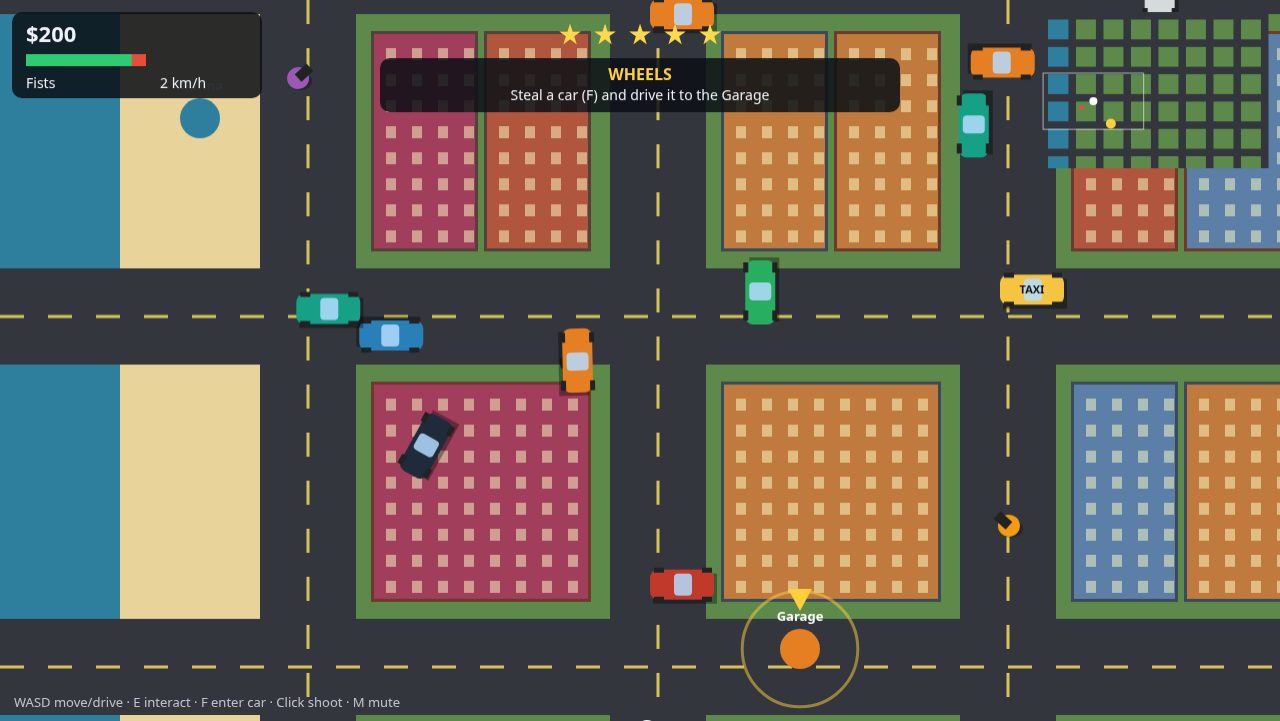 $200
Fists
2 km/h
WHEELS
Steal a car (F) and drive it to the Garage
TAXI
Garage
WASD move/drive · E interact · F enter car · Click shoot · M mute